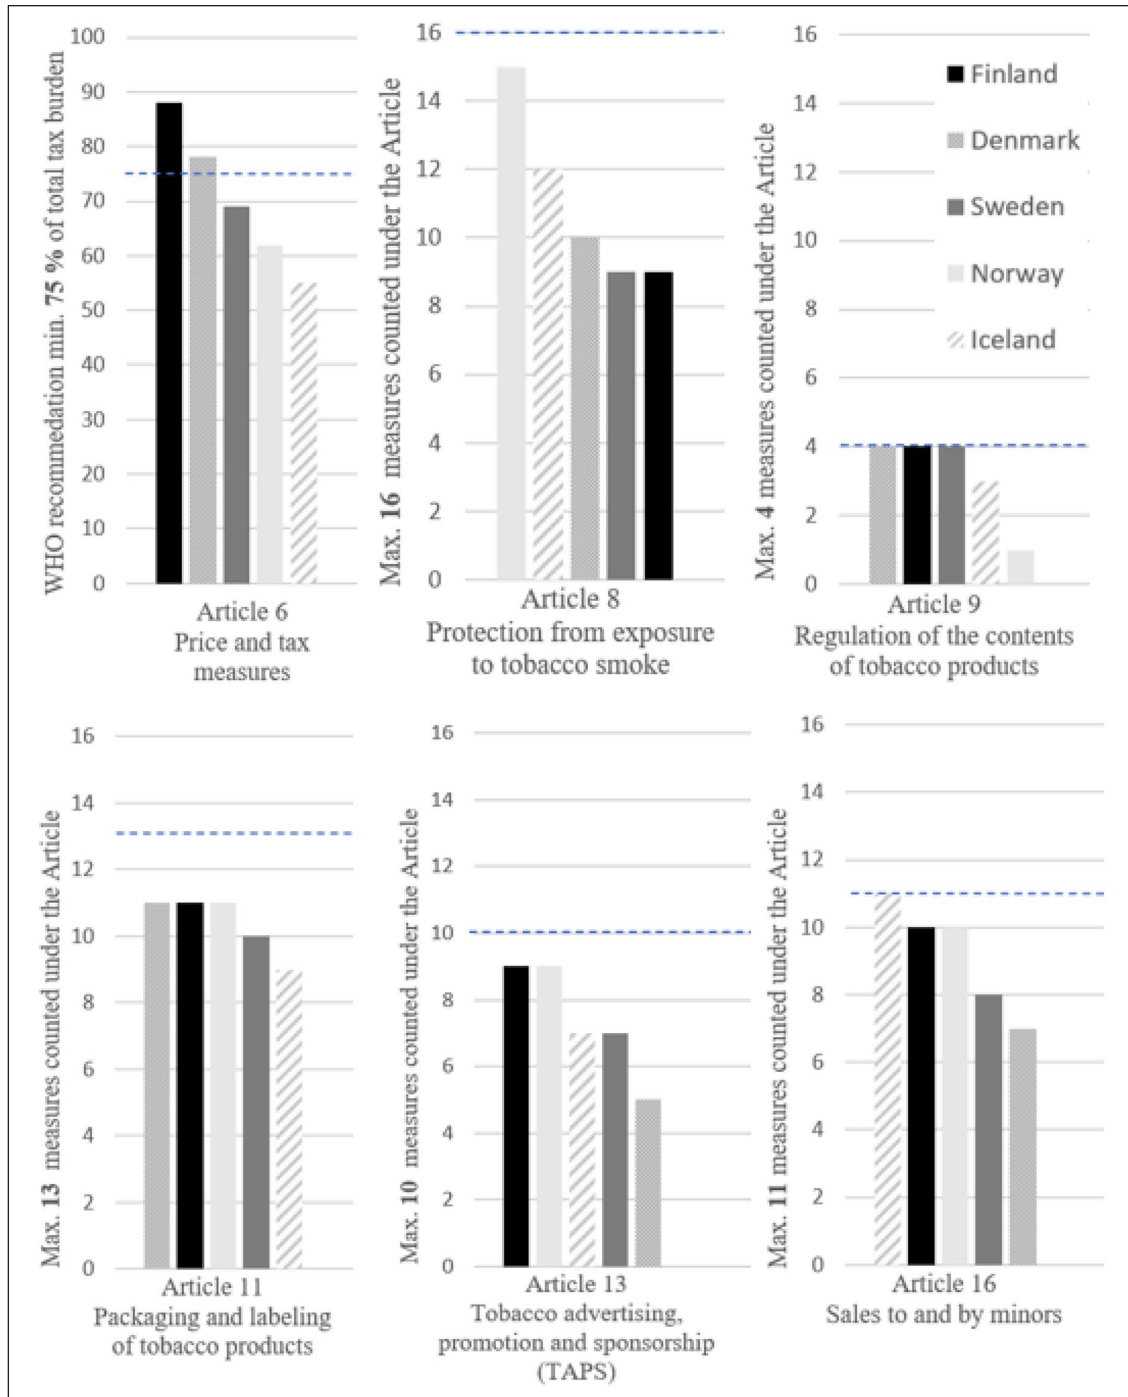 WHO recommedation min. 75 % of total tax burden
100
90
80
70
60
50
40
30
20
10
0
Article 6
Price and tax
measures
Max. 16 measures counted under the Article
16
14
12
10
8
6
4
2
0
Article 8
Protection from exposure
to tobacco smoke
Max. 4 measures counted under the Article
16
14
12
10
8
6
4
2
0
Finland
Denmark
Sweden
Norway
Iceland
Article 9
Regulation of the contents
of tobacco products
Max. 13 measures counted under the Article
16
14
12
10
8
6
4
2
0
Article 11
Packaging and labeling
of tobacco products
Max. 10 measures counted under the Article
16
14
12
10
8
6
4
2
0
Article 13
Tobacco advertising,
promotion and sponsorship
(TAPS)
Max. 11 measures counted under the Article
16
14
12
10
8
6
4
2
0
Article 16
Sales to and by minors